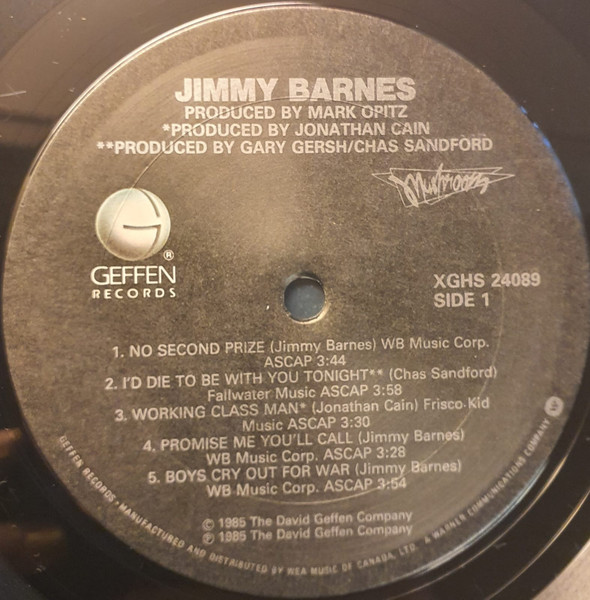 JIMMY BARNES
PRODUCED BY MARK OPITZ
*PRODUCED BY JONATHAN CAIN
**PRODUCED BY GARY GERSH/CHAS SANDFORD
Mushroom
G
®
GEFFEN
RECORDS
XGHS 24089
SIDE 1
1. NO SECOND PRIZE (Jimmy Barnes) WB Music Corp.
ASCAP 3:44
2. I'D DIE TO BE WITH YOU TONIGHT** (Chas Sandford)
Fallwater Music ASCAP 3:58
3. WORKING CLASS MAN* (Jonathan Cain) Frisco Kid
Music ASCAP 3:30
4. PROMISE ME YOU'LL CALL (Jimmy Barnes)
WB Music Corp. ASCAP 3:28
5. BOYS CRY OUT FOR WAR (Jimmy Barnes)
WB Music Corp. ASCAP 3:54
© 1985 The David Geffen Company
℗ 1985 The David Geffen Company
GEFFEN RECORDS • MANUFACTURED AND DISTRIBUTED BY WEA MUSIC OF CANADA, LTD. A WARNER COMMUNICATIONS COMPANY